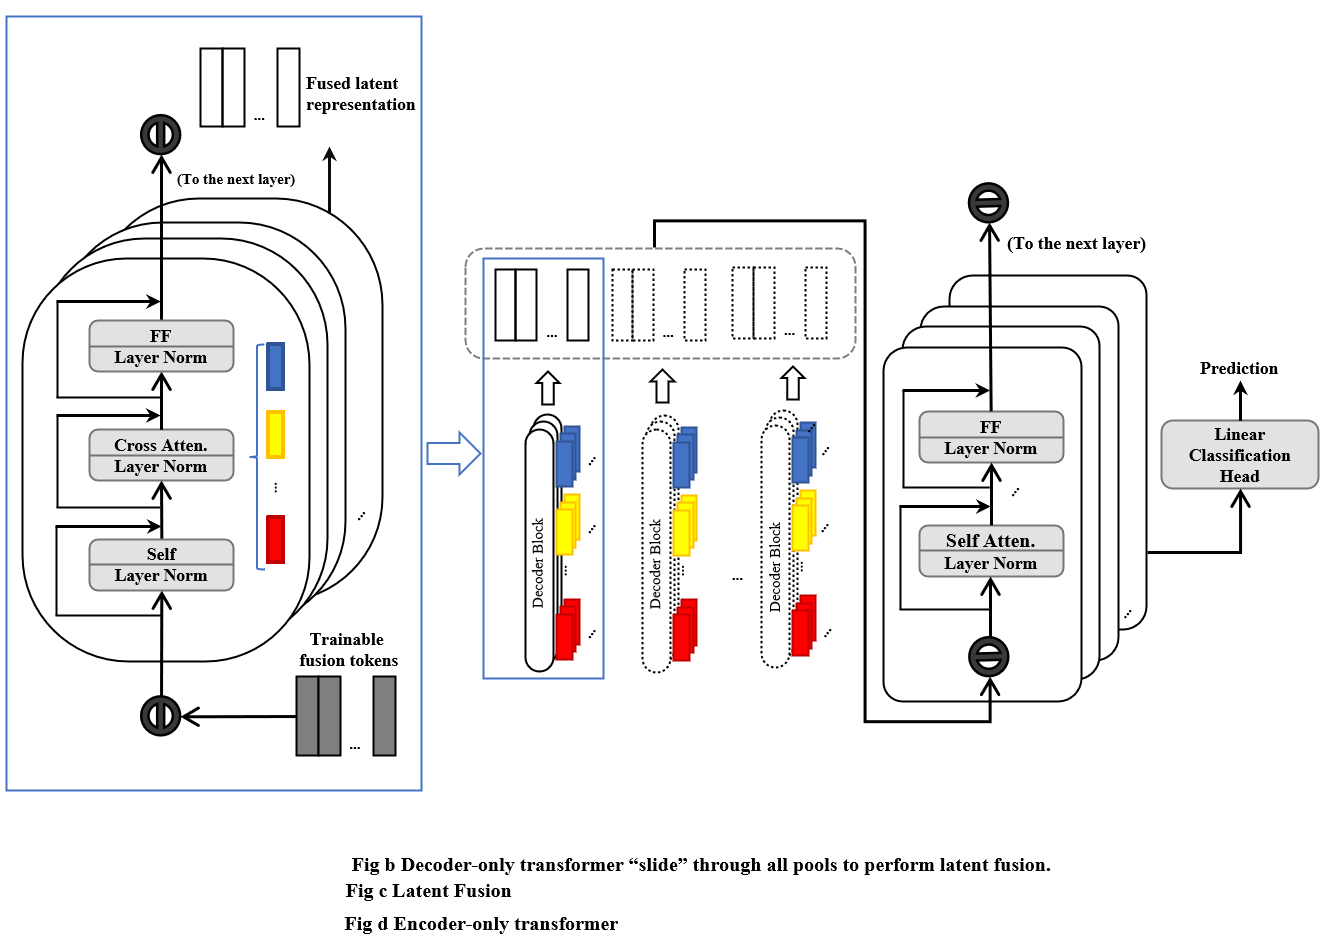 Fused latent
representation
(To the next layer)
FF
Layer Norm
Cross Atten.
Layer Norm
...
Self
Layer Norm
Trainable
fusion tokens
...
...
...
...
...
Decoder Block
Decoder Block
...
Decoder Block
(To the next layer)
FF
Layer Norm
Self Atten.
Layer Norm
Prediction
Linear
Classification
Head
Fig b Decoder-only transformer “slide” through all pools to perform latent fusion.
Fig c Latent Fusion
Fig d Encoder-only transformer